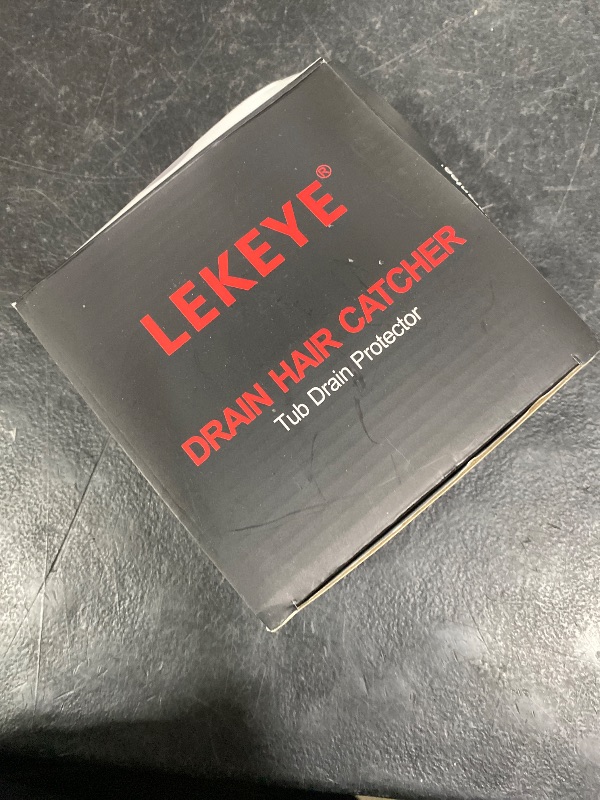 LEKEYE®
DRAIN HAIR CATCHER
Tub Drain Protector